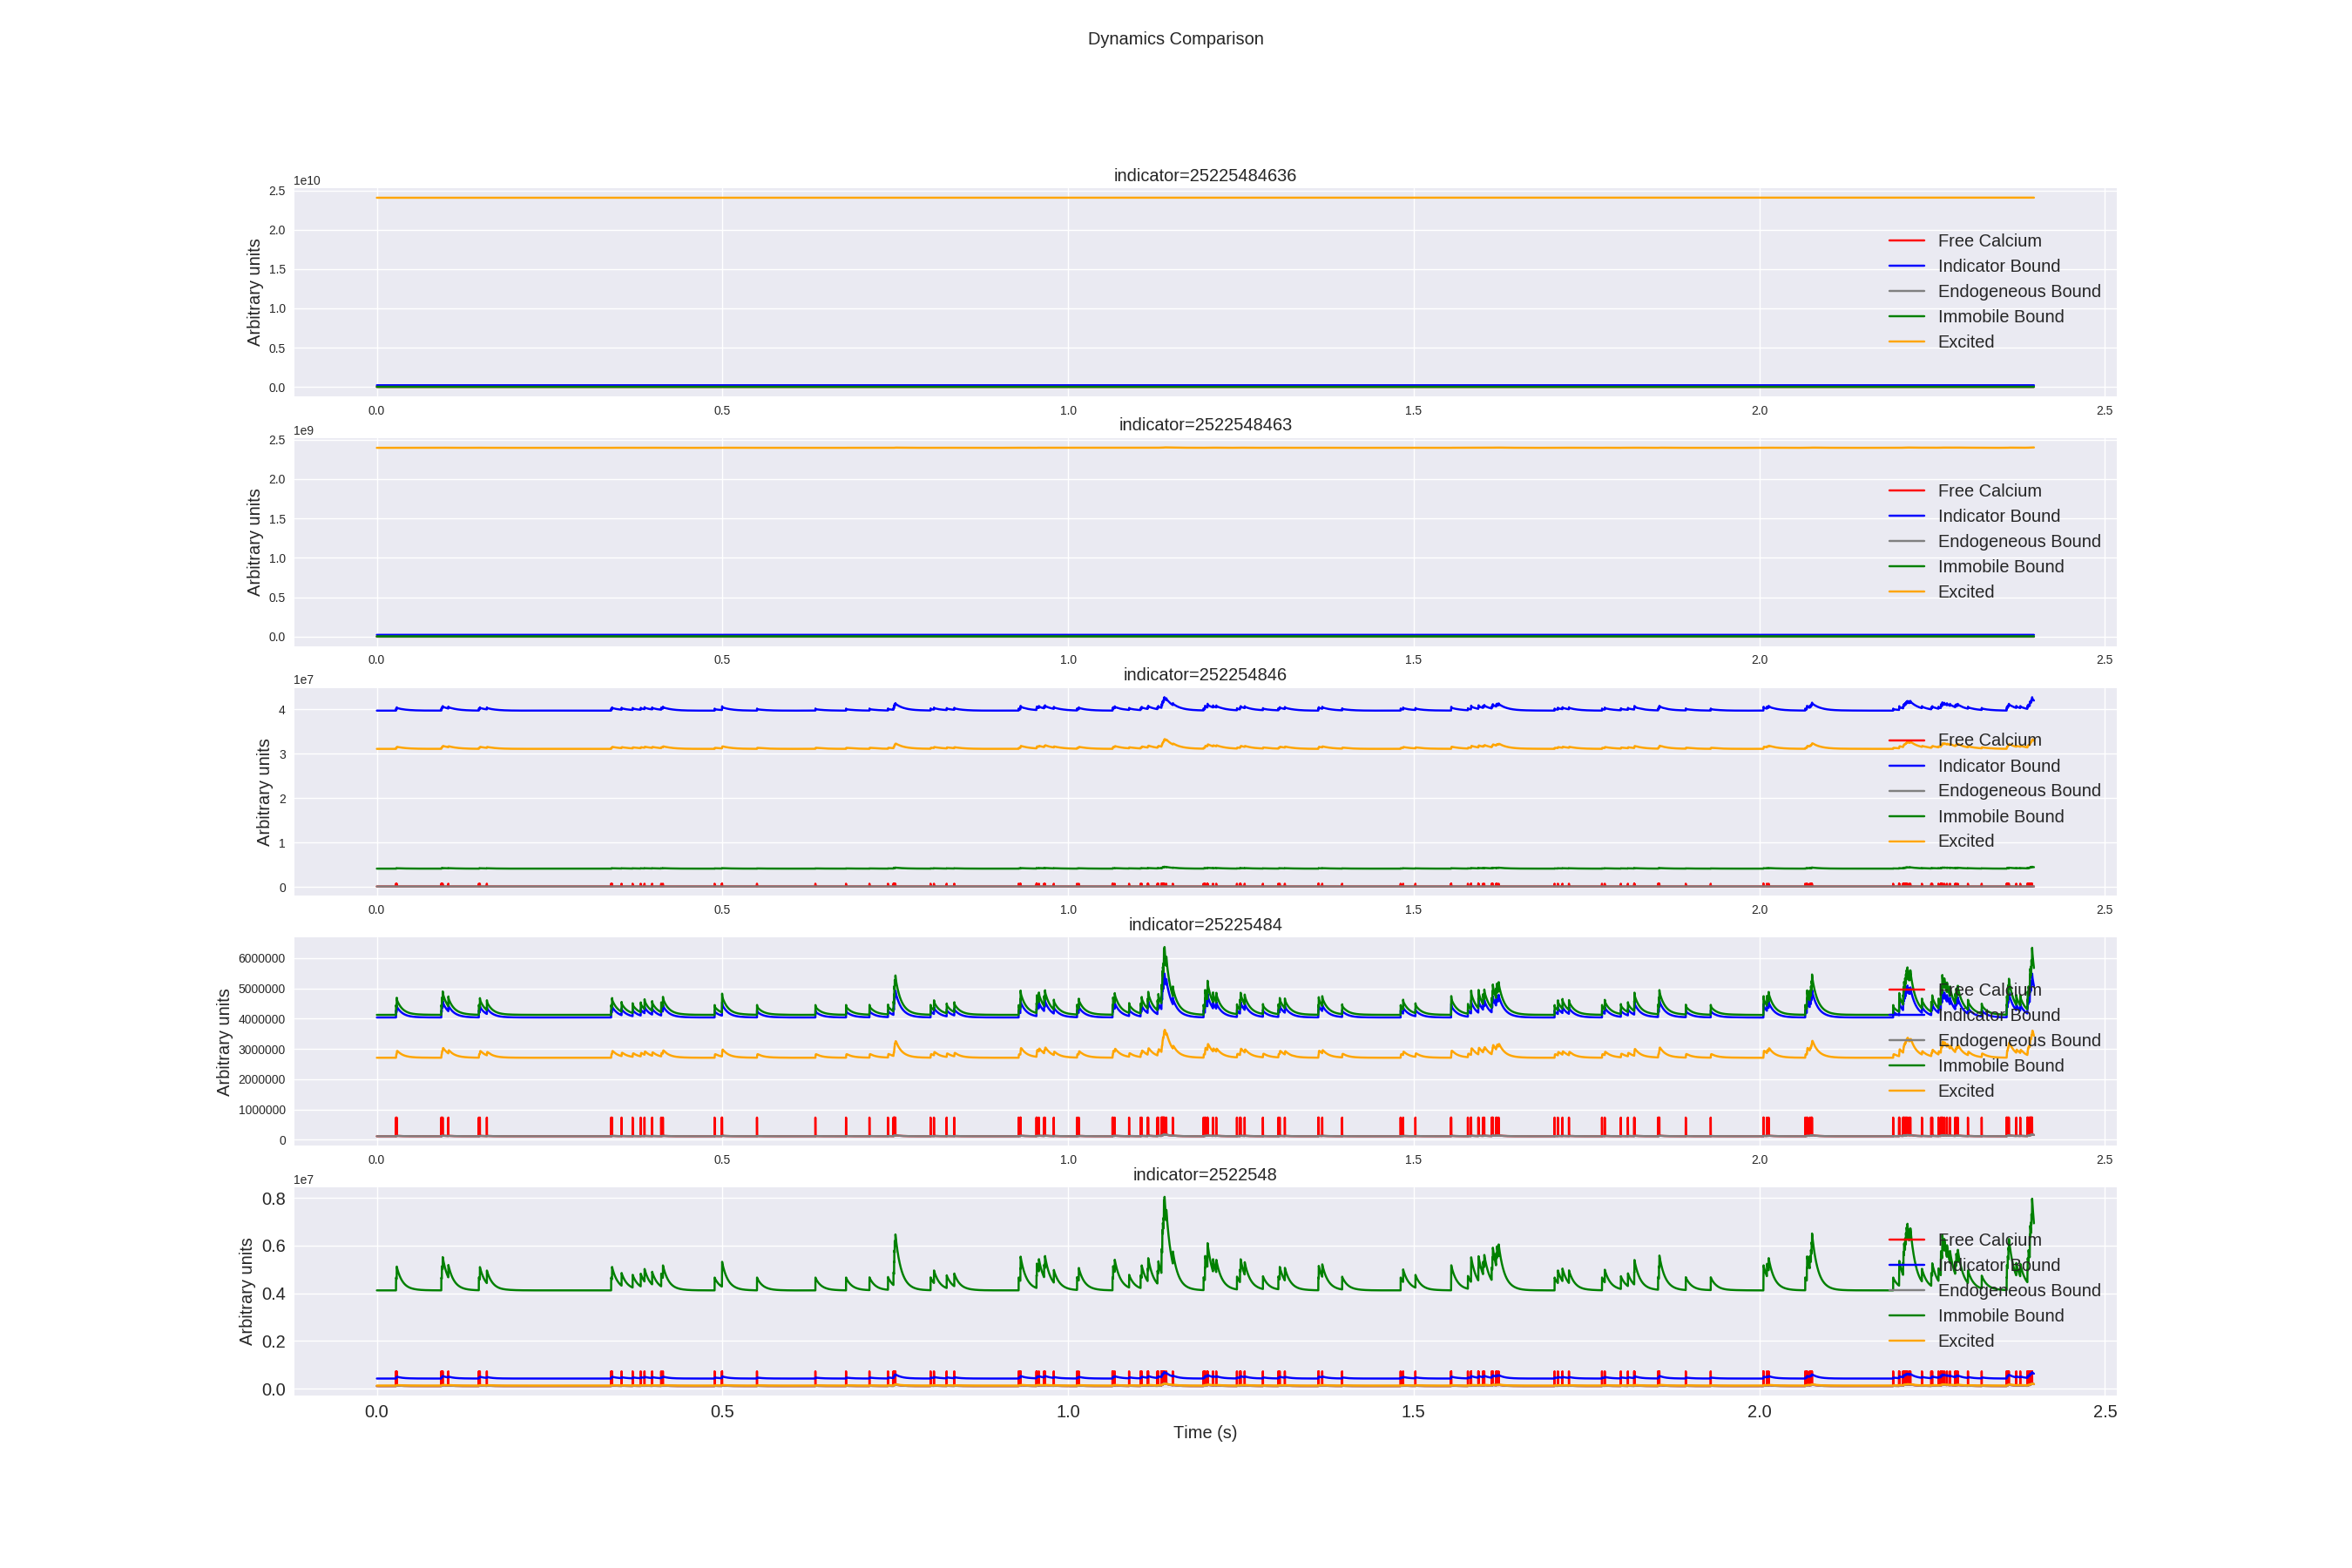 Dynamics Comparison
indicator=25225484636
1e10
2.5
2.0
1.5
1.0
0.5
0.0
Arbitrary units
Free Calcium
Indicator Bound
Endogeneous Bound
Immobile Bound
Excited
0.0 0.5 1.0 1.5 2.0 2.5
indicator=2522548463
1e9
2.5
2.0
1.5
1.0
0.5
0.0
Arbitrary units
Free Calcium
Indicator Bound
Endogeneous Bound
Immobile Bound
Excited
0.0 0.5 1.0 1.5 2.0 2.5
indicator=252254846
1e7
4
3
2
1
0
Arbitrary units
Free Calcium
Indicator Bound
Endogeneous Bound
Immobile Bound
Excited
0.0 0.5 1.0 1.5 2.0 2.5
indicator=25225484
6000000
5000000
4000000
3000000
2000000
1000000
0
Arbitrary units
Free Calcium
Indicator Bound
Endogeneous Bound
Immobile Bound
Excited
0.0 0.5 1.0 1.5 2.0 2.5
indicator=2522548
1e7
0.8
0.6
0.4
0.2
0.0
Arbitrary units
Free Calcium
Indicator Bound
Endogeneous Bound
Immobile Bound
Excited
0.0 0.5 1.0 1.5 2.0 2.5
Time (s)